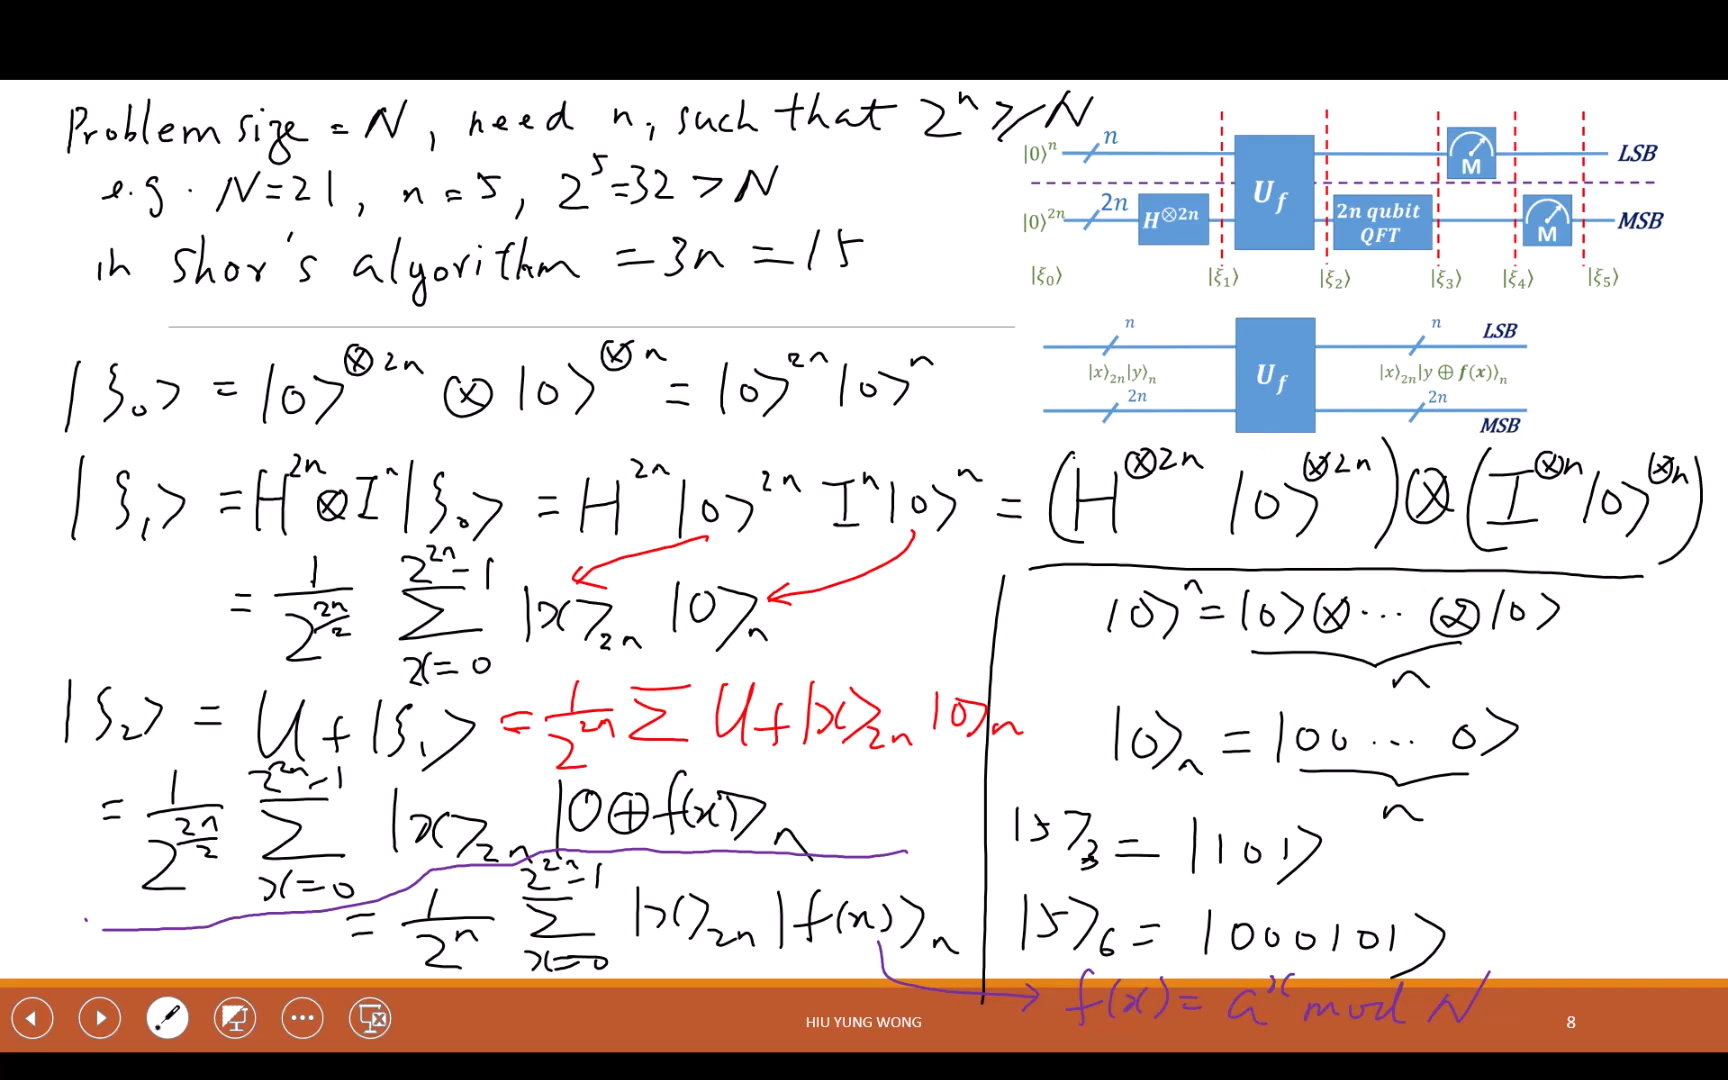 Problem size = N, need n, such that 2^n ≥ N
e.g. N=21, n=5, 2^5=32 > N
in Shor's algorithm = 3n = 15
|0⟩^n n U_f M LSB
|0⟩^2n 2n H^⊗2n 2n qubit QFT M MSB
|ξ0⟩ |ξ1⟩ |ξ2⟩ |ξ3⟩ |ξ4⟩ |ξ5⟩
n n LSB
|x⟩_2n|y⟩_n U_f |x⟩_2n|y ⊕ f(x)⟩_n
2n 2n MSB
|ξ0⟩ = |0⟩^⊗2n ⊗ |0⟩^⊗n = |0⟩^2n |0⟩^n
|ξ1⟩ = H^2n ⊗ I^n |ξ0⟩ = H^2n |0⟩^2n I^n |0⟩^n = (H^⊗2n |0⟩^⊗2n) ⊗ (I^⊗n |0⟩^⊗n)
= 1/2^(2n/2) ∑_{x=0}^{2^2n-1} |x⟩_2n |0⟩_n
|ξ2⟩ = U_f |ξ1⟩ = 1/2^2n ∑ U_f |x⟩_2n |0⟩_n
= 1/2^(2n/2) ∑_{x=0}^{2^2n-1} |x⟩_2n |0 ⊕ f(x)⟩_n
= 1/2^n ∑_{x=0}^{2^2n-1} |x⟩_2n |f(x)⟩_n
|0⟩^n = |0⟩ ⊗ ... ⊗ |0⟩
n
|0⟩_n = |00 ... 0⟩
n
|5⟩_3 = |101⟩
|5⟩_6 = |000101⟩
f(x) = a^x mod N
HIU YUNG WONG
8